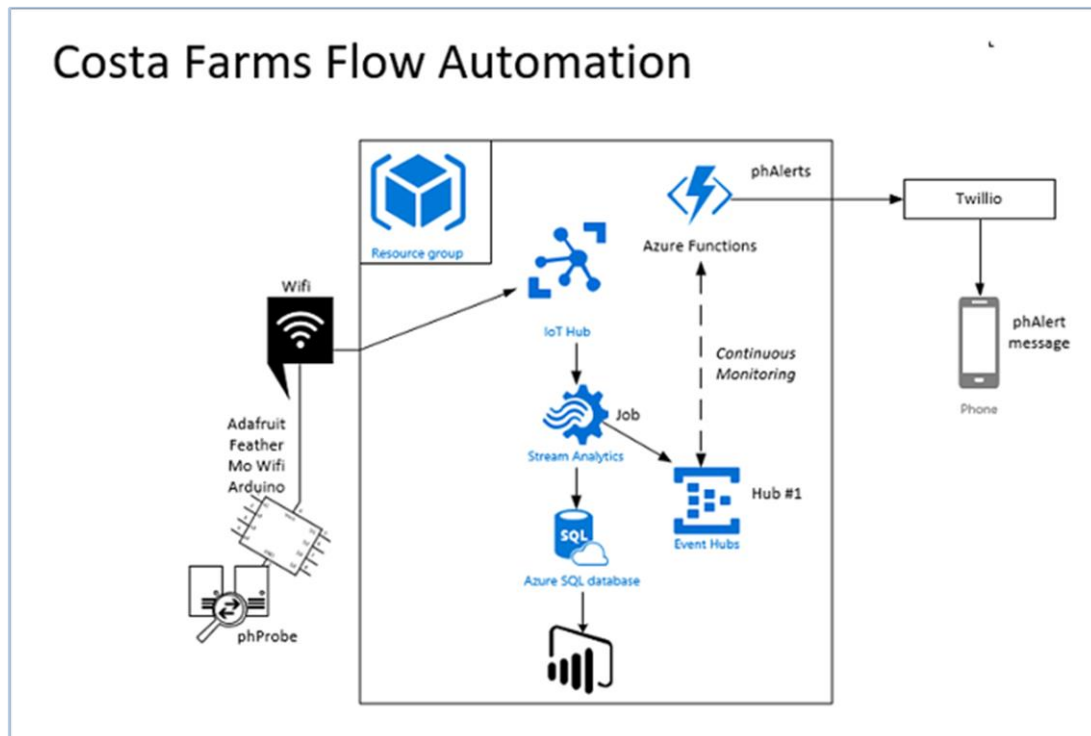 Costa Farms Flow Automation
Resource group
phAlerts
Twillio
Azure Functions
Wifi
IoT Hub
Continuous
Monitoring
phAlert
message
Phone
Adafruit
Feather
Mo Wifi
Arduino
Job
Stream Analytics
Hub #1
Event Hubs
SQL
Azure SQL database
phProbe